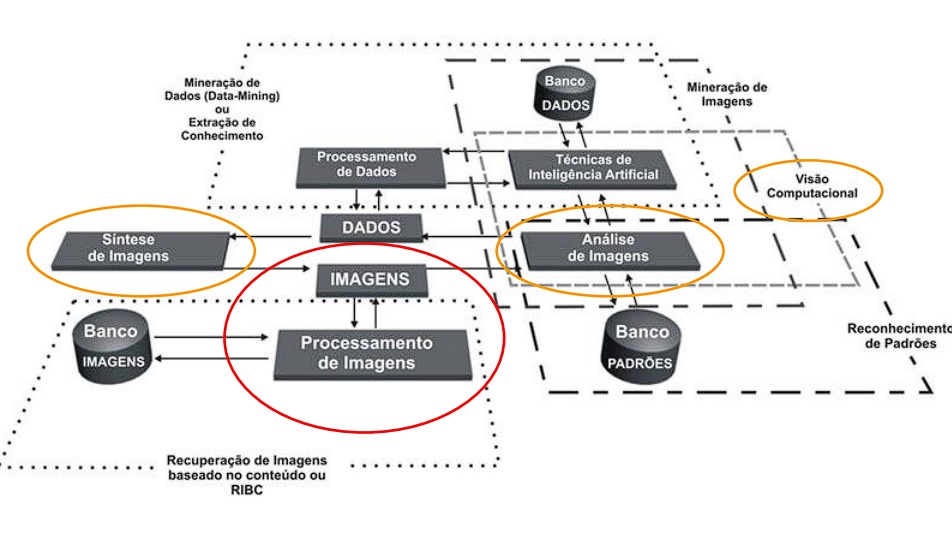 Mineração de
Dados (Data-Mining)
ou
Extração de
Conhecimento
Banco
DADOS
Mineração de
Imagens
Processamento
de Dados
Técnicas de
Inteligência Artificial
Visão
Computacional
DADOS
Síntese
de Imagens
Análise
de Imagens
IMAGENS
Banco
IMAGENS
Processamento
de Imagens
Banco
PADRÕES
Reconhecimento
de Padrões
Recuperação de Imagens
baseado no conteúdo ou
RIBC